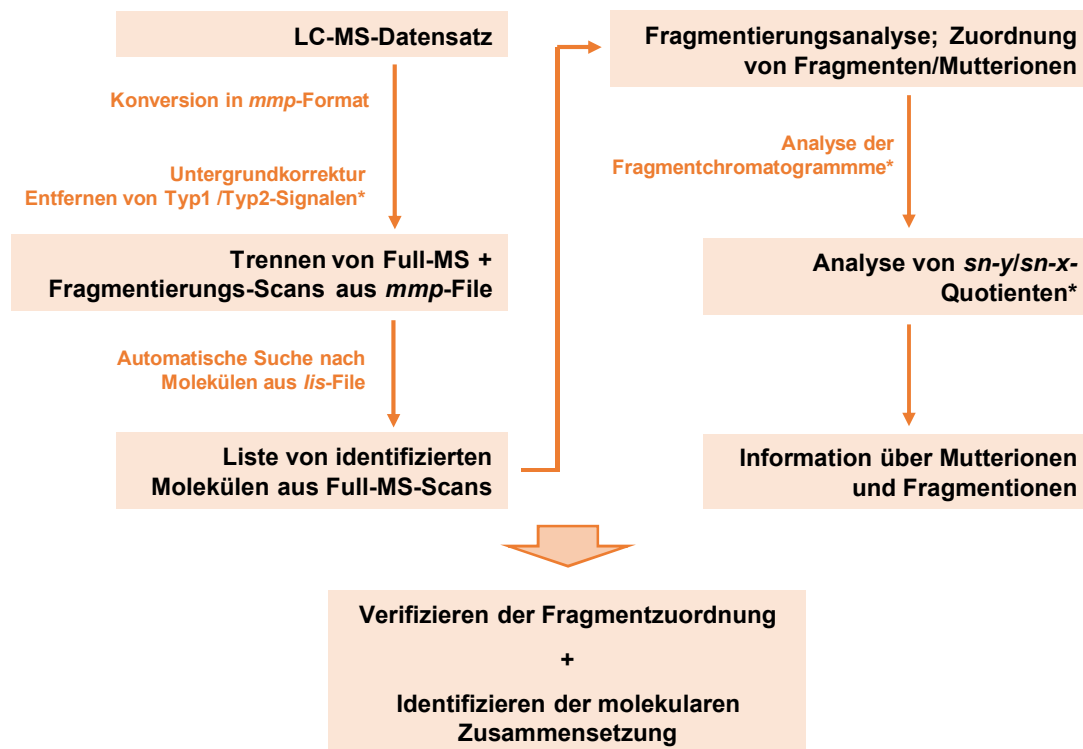 LC-MS-Datensatz
Konversion in mmp-Format
Untergrundkorrektur
Entfernen von Typ1 /Typ2-Signalen*
Trennen von Full-MS +
Fragmentierungs-Scans aus mmp-File
Automatische Suche nach
Molekülen aus lis-File
Liste von identifizierten
Molekülen aus Full-MS-Scans
Fragmentierungsanalyse; Zuordnung
von Fragmenten/Mutterionen
Analyse der
Fragmentchromatogrammme*
Analyse von sn-y/sn-x-
Quotienten*
Information über Mutterionen
und Fragmentionen
Verifizieren der Fragmentzuordnung
+
Identifizieren der molekularen
Zusammensetzung